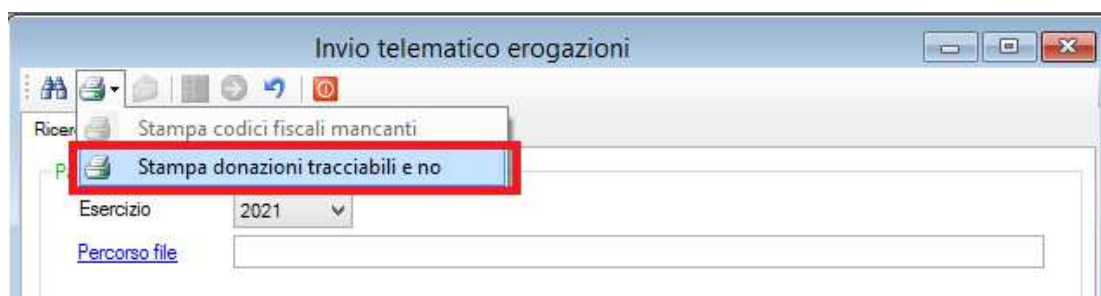 Invio telematico erogazioni
Stampa codici fiscali mancanti
Stampa donazioni tracciabili e no
Esercizio
2021
Percorso file